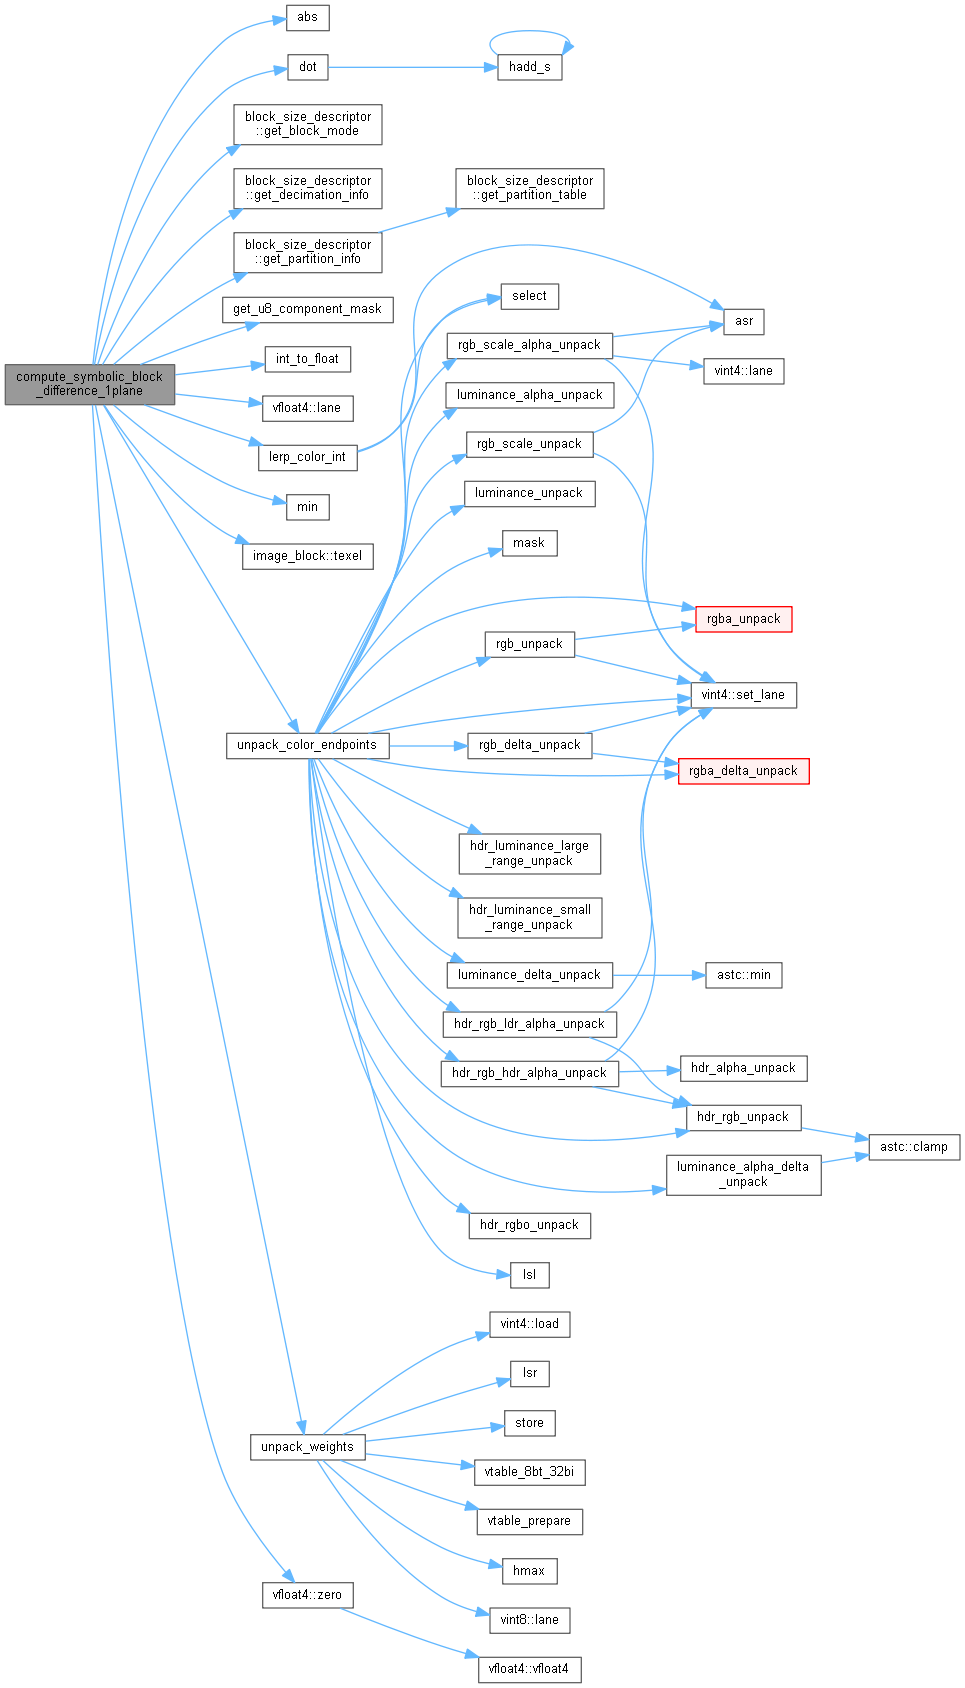 abs
dot
hadd_s
block_size_descriptor
::get_block_mode
block_size_descriptor
::get_decimation_info
block_size_descriptor
::get_partition_table
block_size_descriptor
::get_partition_info
select
get_u8_component_mask
asr
rgb_scale_alpha_unpack
int_to_float
vint4::lane
compute_symbolic_block
_difference_1plane
luminance_alpha_unpack
vfloat4::lane
rgb_scale_unpack
lerp_color_int
luminance_unpack
min
mask
image_block::texel
rgba_unpack
rgb_unpack
vint4::set_lane
unpack_color_endpoints
rgb_delta_unpack
rgba_delta_unpack
hdr_luminance_large
_range_unpack
hdr_luminance_small
_range_unpack
luminance_delta_unpack
astc::min
hdr_rgb_ldr_alpha_unpack
hdr_rgb_hdr_alpha_unpack
hdr_alpha_unpack
hdr_rgb_unpack
astc::clamp
luminance_alpha_delta
_unpack
hdr_rgbo_unpack
lsl
vint4::load
lsr
store
unpack_weights
vtable_8bt_32bi
vtable_prepare
hmax
vfloat4::zero
vint8::lane
vfloat4::vfloat4